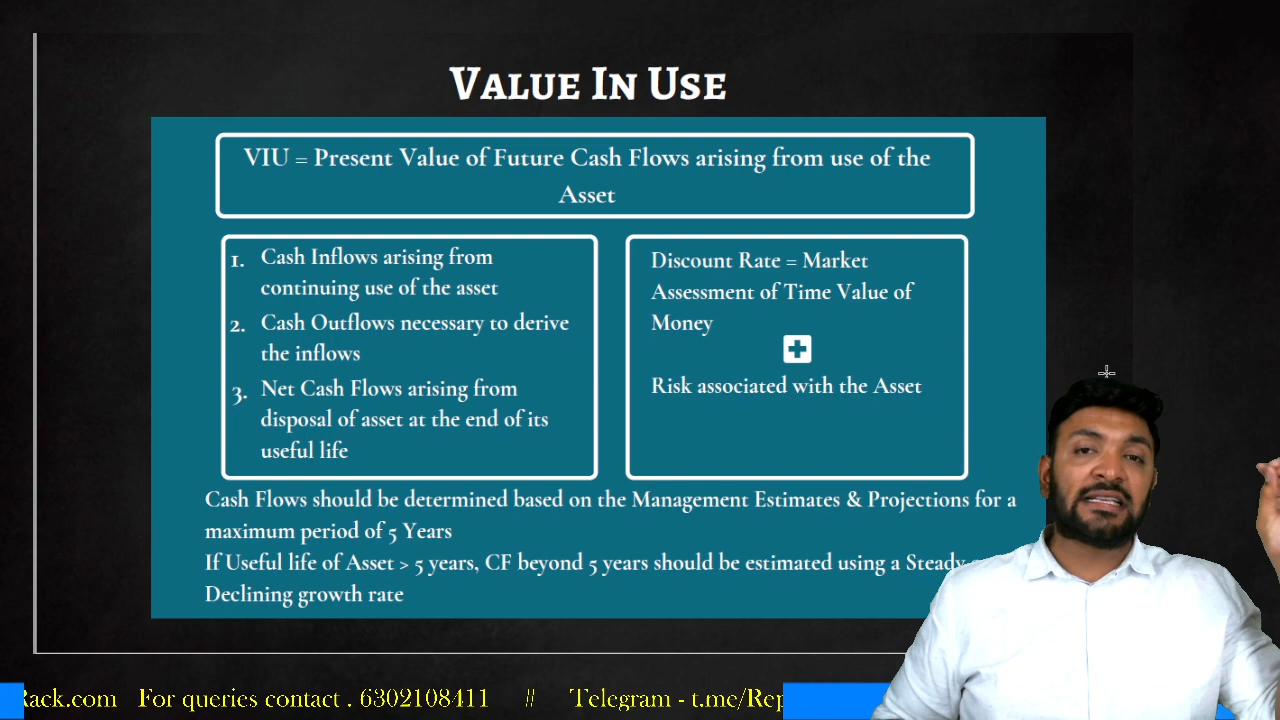 VALUE IN USE
VIU = Present Value of Future Cash Flows arising from use of the
Asset
1. Cash Inflows arising from
continuing use of the asset
2. Cash Outflows necessary to derive
the inflows
3. Net Cash Flows arising from
disposal of asset at the end of its
useful life
Discount Rate = Market
Assessment of Time Value of
Money
Risk associated with the Asset
Cash Flows should be determined based on the Management Estimates & Projections for a
maximum period of 5 Years
If Useful life of Asset > 5 years, CF beyond 5 years should be estimated using a Steady
Declining growth rate
Rack.com For queries contact . 6302108411 # Telegram - t.me/Rep